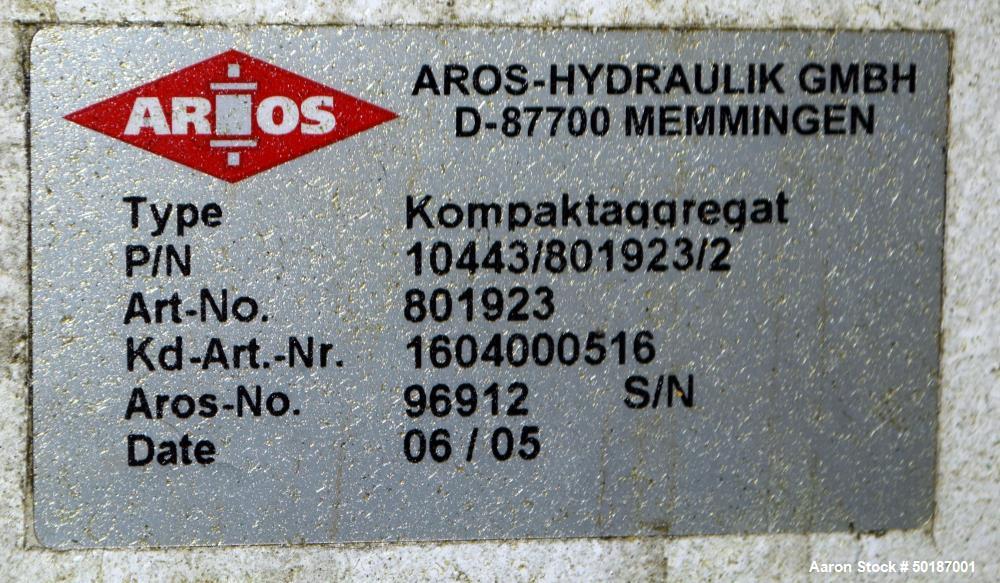 AROS
AROS-HYDRAULIK GMBH
D-87700 MEMMINGEN
Type Kompaktaggregat
P/N 10443/801923/2
Art-No. 801923
Kd-Art.-Nr. 1604000516
Aros-No. 96912 S/N
Date 06 / 05
Aaron Stock # 50187001